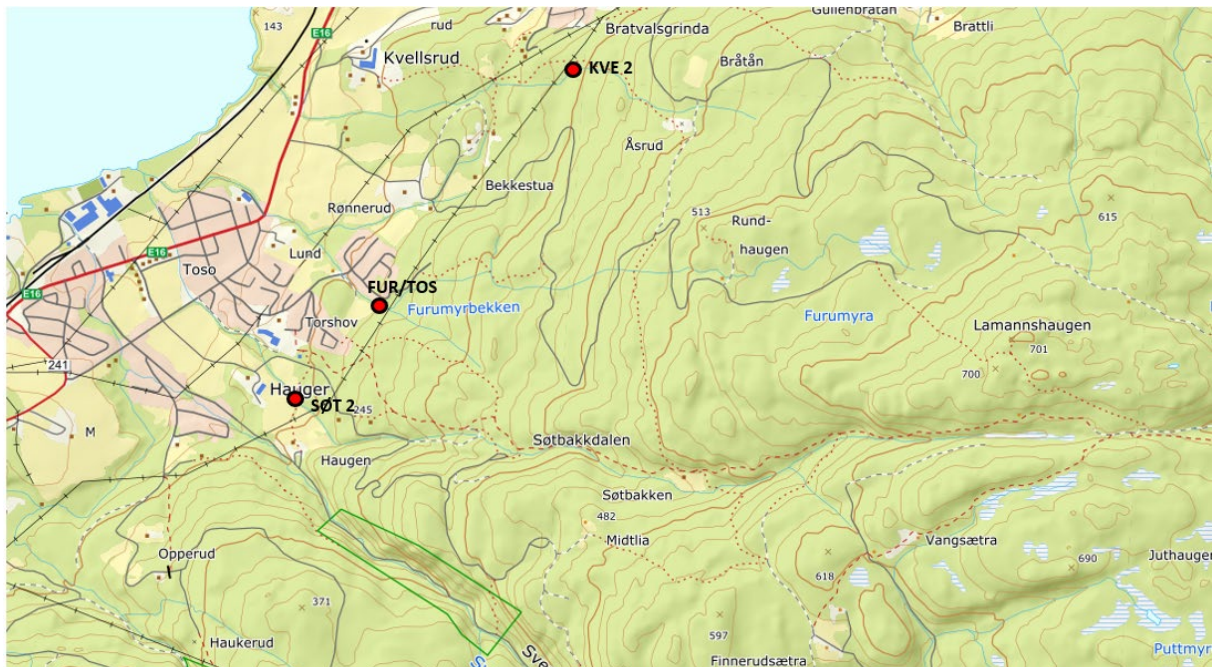 Gullenbråtan
143
E16
rud
Bratvalsgrinda
Brattli
Kvellsrud
KVE 2
Bråtån
Åsrud
Bekkestua
Rønnerud
513
Rund-
haugen
615
Lund
E16
Toso
FUR/TOS
E16
Furumyrbekken
Furumyra
Torshov
Lamannshaugen
701
241
700
Hauger
SØT 2
245
M
Søtbakkdalen
Haugen
Søtbakken
482
Midtlia
Vangsætra
Opperud
690
Juthaugen
618
371
Haukerud
597
Finnerudsætra
Puttmyr
Sve